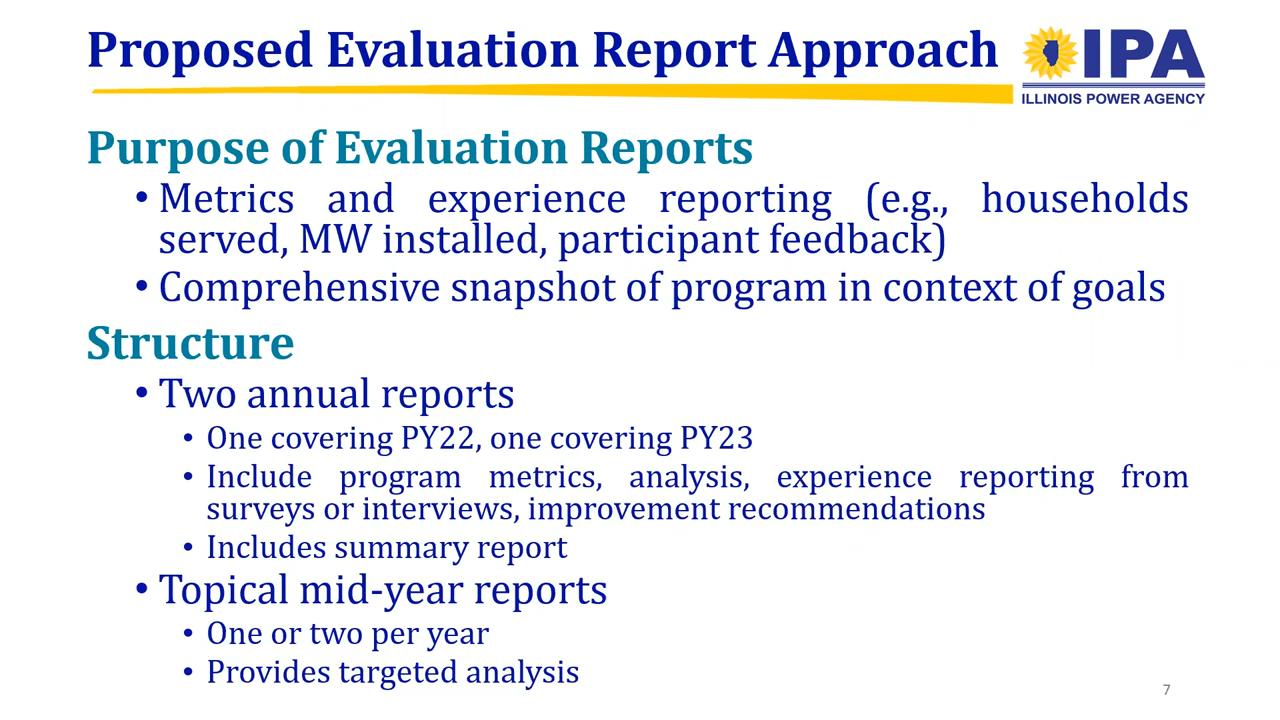 Proposed Evaluation Report Approach
IPA
ILLINOIS POWER AGENCY
Purpose of Evaluation Reports
• Metrics and experience reporting (e.g., households
served, MW installed, participant feedback)
• Comprehensive snapshot of program in context of goals
Structure
• Two annual reports
• One covering PY22, one covering PY23
• Include program metrics, analysis, experience reporting from
surveys or interviews, improvement recommendations
• Includes summary report
• Topical mid-year reports
• One or two per year
• Provides targeted analysis
7